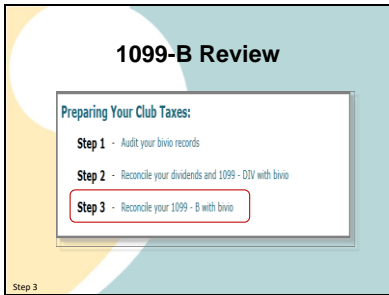 1099-B Review
Preparing Your Club Taxes:
Step 1 - Audit your bivio records
Step 2 - Reconcile your dividends and 1099 - DIV with bivio
Step 3 - Reconcile your 1099 - B with bivio
Step 3